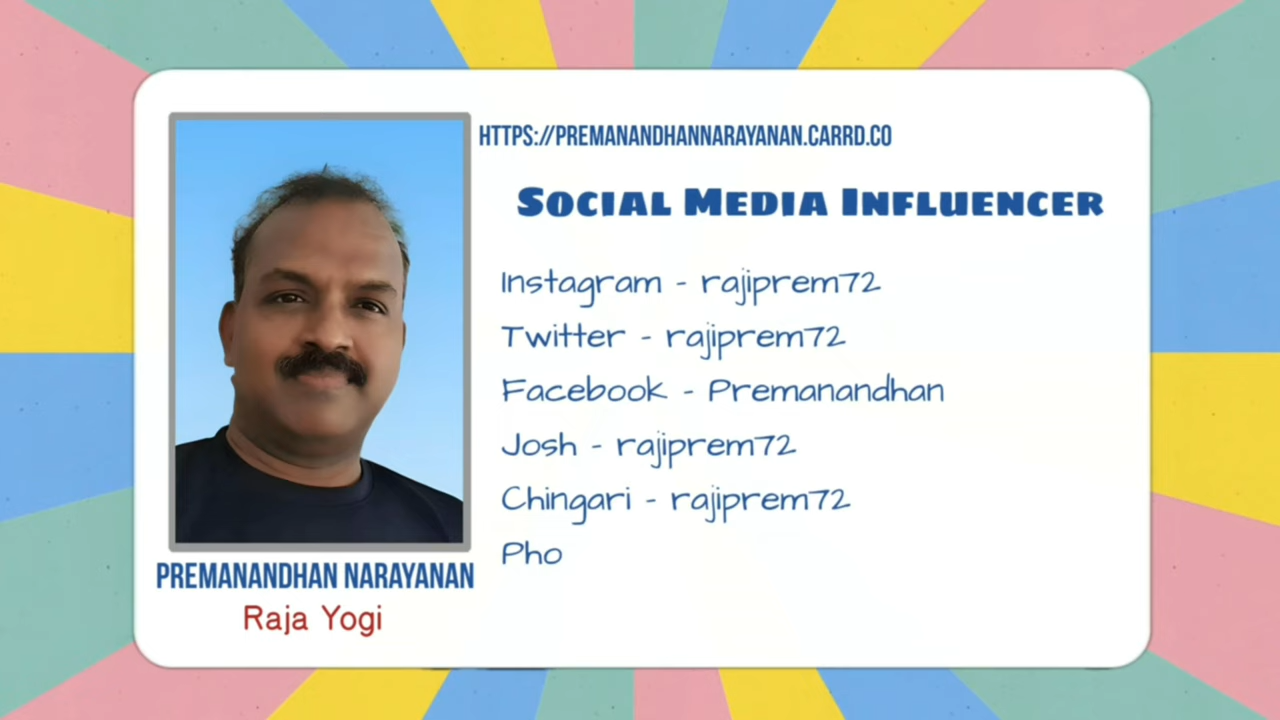 HTTPS://PREMANANDHANNARAYANAN.CARRD.CO
Social Media Influencer
Instagram - rajiprem72
Twitter - rajiprem72
Facebook - Premanandhan
Josh - rajiprem72
Chingari - rajiprem72
Pho
PREMANANDHAN NARAYANAN
Raja Yogi